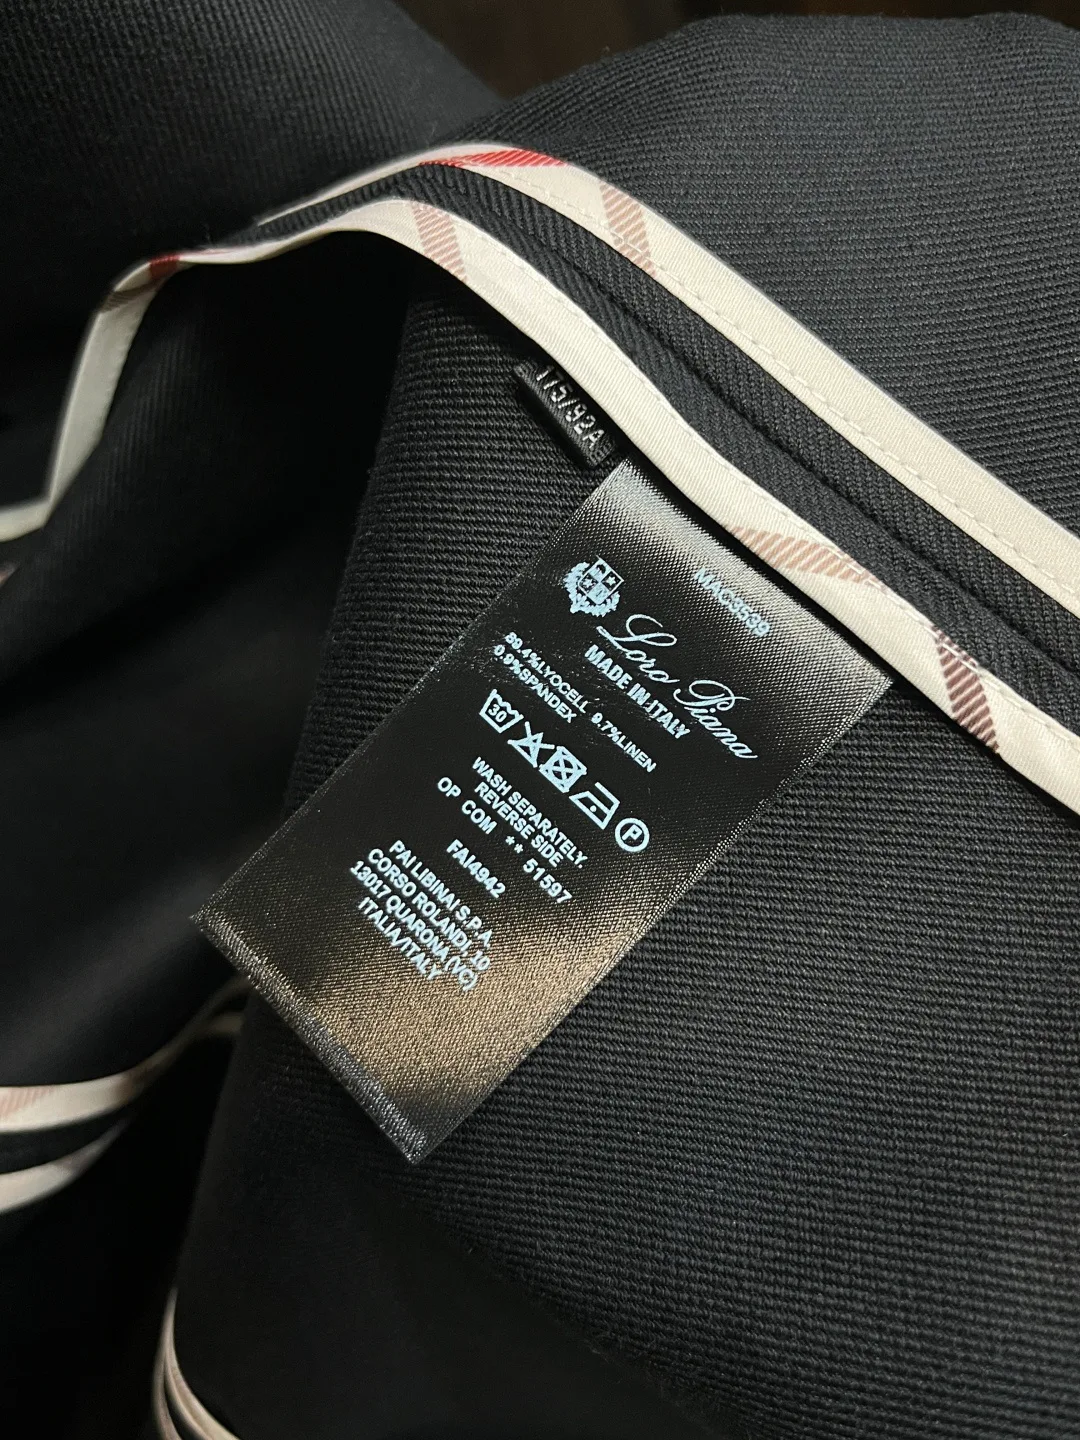 175/92A
MAC3539
Loro Piana
MADE IN ITALY
89.4%LYOCELL 9.7%LINEN
0.9%SPANDEX
30
P
WASH SEPARATELY
REVERSE SIDE
OP COM ** 51597
FAI4942
PAI LIBINAI S.P.A.
CORSO ROLANDI, 10
13017 QUARONA (VC)
ITALIA/ITALY